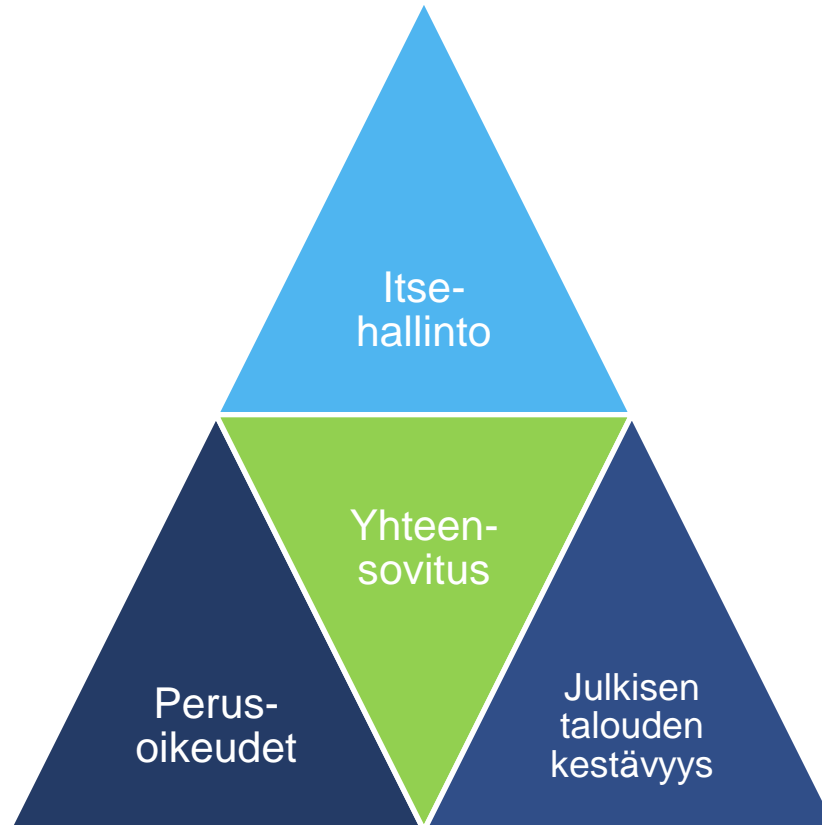 Itse-
hallinto
Yhteen-
sovitus
Perus-
oikeudet
Julkisen
talouden
kestävyys